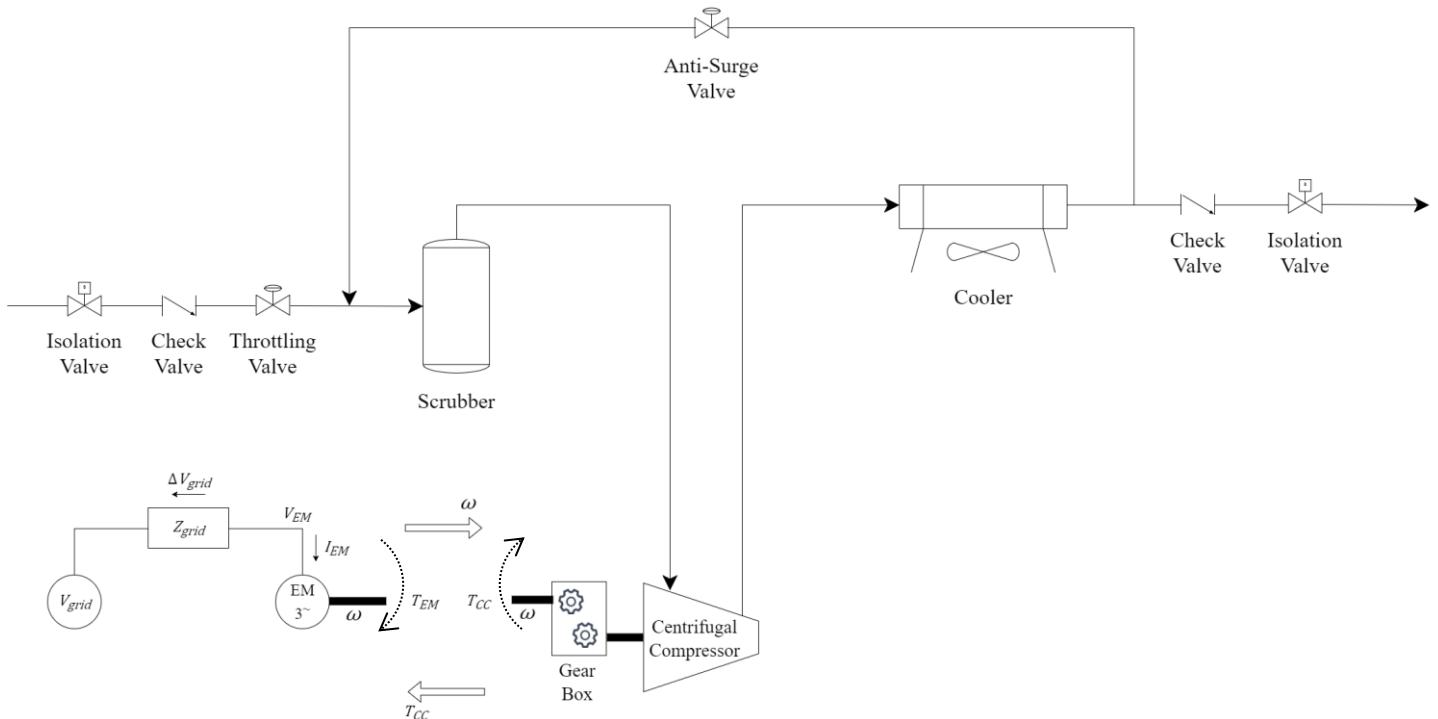 Anti-Surge
Valve
Check
Valve
Isolation
Valve
Cooler
Isolation
Valve
Check
Valve
Throttling
Valve
Scrubber
ΔV_grid
Z_grid
V_EM
I_EM
V_grid
EM
3~
ω
ω
T_EM
T_CC
ω
Gear
Box
Centrifugal
Compressor
T_CC